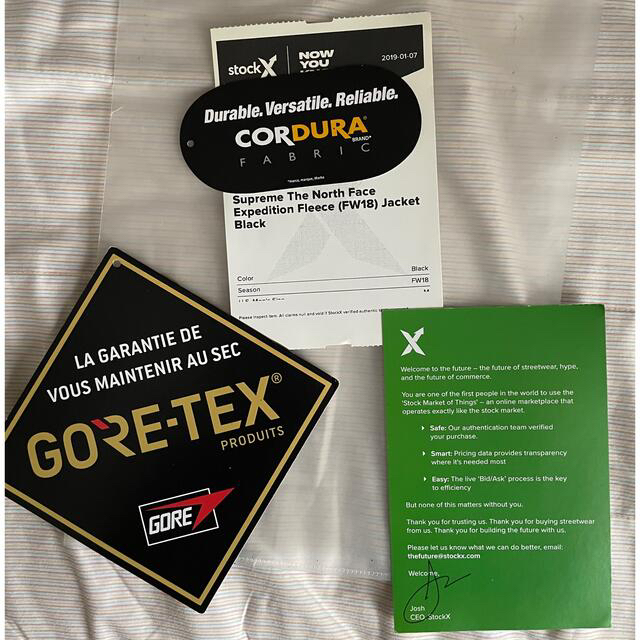 stockX
NOW
YOU
2019-01-07
Durable. Versatile. Reliable.
CORDURA®
BRAND*
FABRIC
Supreme The North Face
Expedition Fleece (FW18) Jacket
Black
Color Black
Season FW18
U.S. Men's Size M
LA GARANTIE DE
VOUS MAINTENIR AU SEC
GORE-TEX®
PRODUITS
GORE
X
Welcome to the future – the future of streetwear, hype,
and the future of commerce.
You are one of the first people in the world to use the
'Stock Market of Things' – an online marketplace that
operates exactly like the stock market.
Safe: Our authentication team verified
your purchase.
Smart: Pricing data provides transparency
where it's needed most
Easy: The live 'Bid/Ask' process is the key
to efficiency
But none of this matters without you.
Thank you for trusting us. Thank you for buying streetwear
from us. Thank you for building the future with us.
Please let us know what we can do better, email:
thefuture@stockx.com
Welcome,
Josh
CEO, StockX